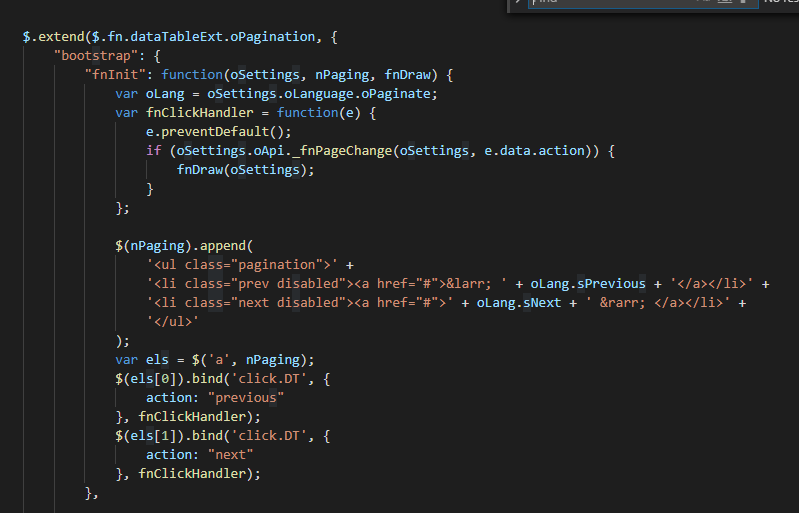 Find
No res
$.extend($.fn.dataTableExt.oPagination, {
"bootstrap": {
"fnInit": function(oSettings, nPaging, fnDraw) {
var oLang = oSettings.oLanguage.oPaginate;
var fnClickHandler = function(e) {
e.preventDefault();
if (oSettings.oApi._fnPageChange(oSettings, e.data.action)) {
fnDraw(oSettings);
}
};
$(nPaging).append(
'<ul class="pagination">' +
'<li class="prev disabled"><a href="#">&larr; ' + oLang.sPrevious + '</a></li>' +
'<li class="next disabled"><a href="#">' + oLang.sNext + ' &rarr; </a></li>' +
'</ul>'
);
var els = $('a', nPaging);
$(els[0]).bind('click.DT', {
action: "previous"
}, fnClickHandler);
$(els[1]).bind('click.DT', {
action: "next"
}, fnClickHandler);
},